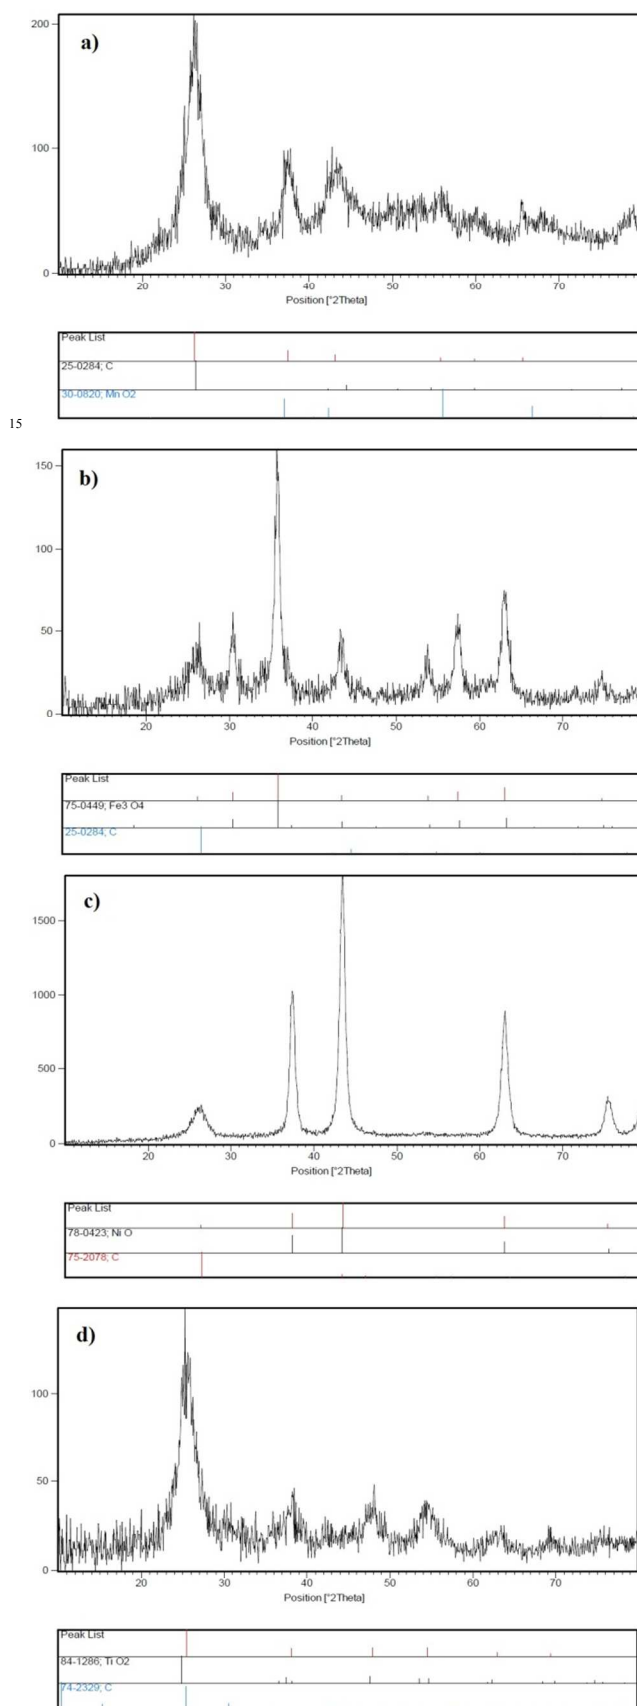 a)
200
100
0
20 30 40 50 60 70
Position [°2Theta]
Peak List
25-0284; C
30-0820; Mn O2
15
b)
150
100
50
0
20 30 40 50 60 70
Position [°2Theta]
Peak List
75-0449; Fe3 O4
25-0284; C
c)
1500
1000
500
0
20 30 40 50 60 70
Position [°2Theta]
Peak List
78-0423; Ni O
75-2078; C
d)
100
50
0
20 30 40 50 60 70
Position [°2Theta]
Peak List
84-1286; Ti O2
74-2329; C